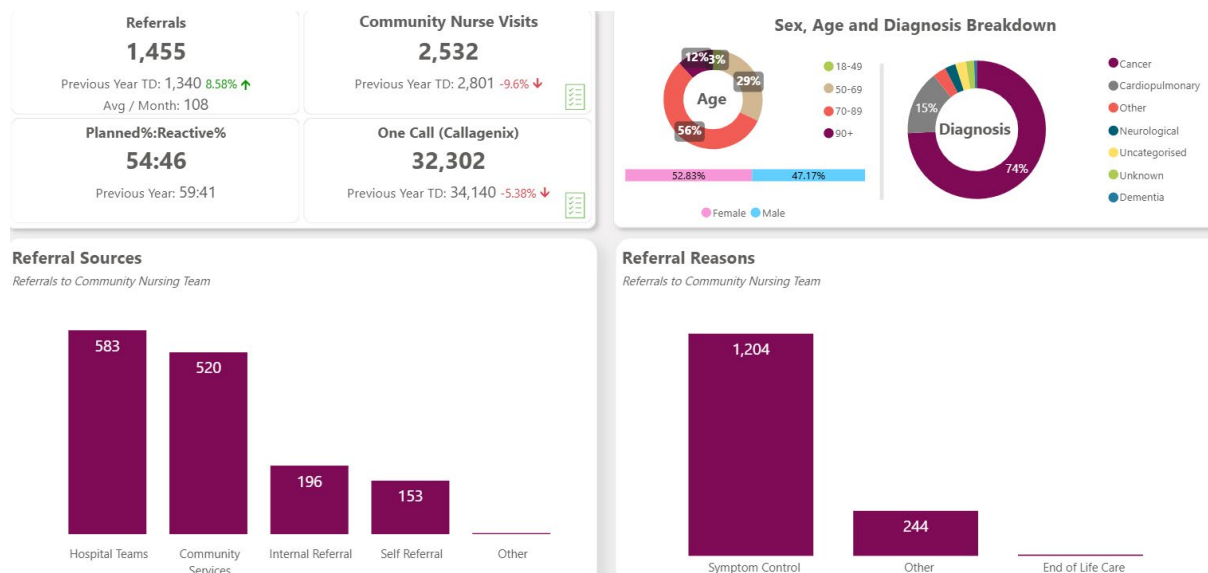 Referrals
1,455
Previous Year TD: 1,340 8.58%
Avg / Month: 108
Community Nurse Visits
2,532
Previous Year TD: 2,801 -9.6%
Planned%:Reactive%
54:46
Previous Year: 59:41
One Call (Callagenix)
32,302
Previous Year TD: 34,140 -5.38%
Sex, Age and Diagnosis Breakdown
12%
3%
29%
56%
Age
18-49
50-69
70-89
90+
52.83%
47.17%
Female
Male
15%
74%
Diagnosis
Cancer
Cardiopulmonary
Other
Neurological
Uncategorised
Unknown
Dementia
Referral Sources
Referrals to Community Nursing Team
583
520
196
153
Hospital Teams
Community
Services
Internal Referral
Self Referral
Other
Referral Reasons
Referrals to Community Nursing Team
1,204
244
Symptom Control
Other
End of Life Care